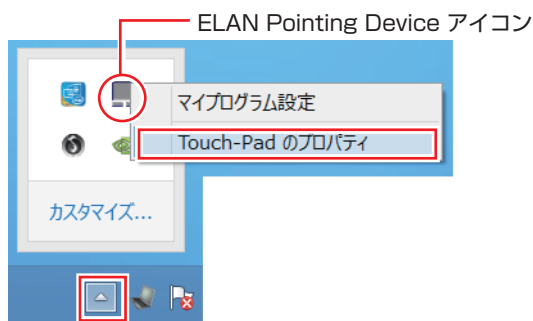 ELAN Pointing Device アイコン
マイプログラム設定
Touch-Pad のプロパティ
カスタマイズ...